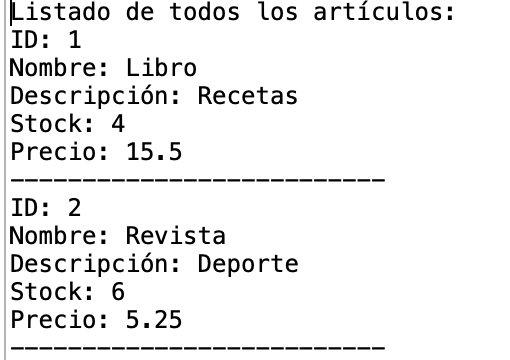 Listado de todos los artículos:
ID: 1
Nombre: Libro
Descripción: Recetas
Stock: 4
Precio: 15.5
--------------------------
ID: 2
Nombre: Revista
Descripción: Deporte
Stock: 6
Precio: 5.25
--------------------------